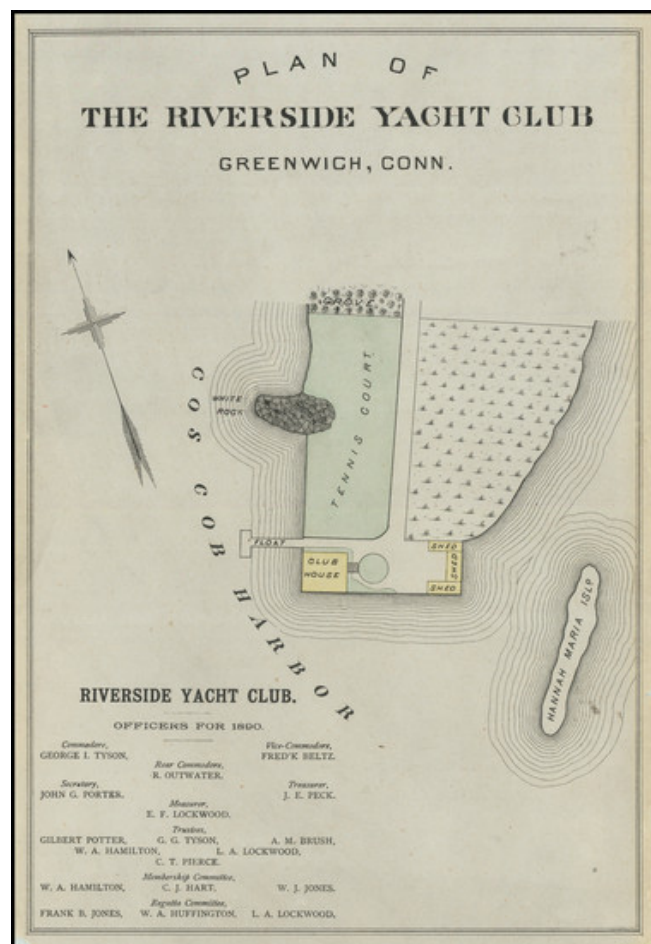 PLAN OF
THE RIVERSIDE YACHT CLUB
GREENWICH, CONN.
GROVE
WHITE
ROCK
TENNIS COURT
COS COB HARBOR
FLOAT
CLUB
HOUSE
SHED
SHED
SHED
HANNAH MARIA ISLD
RIVERSIDE YACHT CLUB.
OFFICERS FOR 1890.
Commodore, Vice-Commodore,
GEORGE I. TYSON, FRED'K BELTZ.
Rear Commodore,
R. OUTWATER.
Secretary, Treasurer,
JOHN G. PORTER. J. E. PECK.
Measurer,
E. F. LOCKWOOD.
Trustees,
GILBERT POTTER, G. G. TYSON, A. M. BRUSH,
W. A. HAMILTON, L. A. LOCKWOOD,
C. T. PIERCE.
Membership Committee,
W. A. HAMILTON, C. J. HART, W. J. JONES.
Regatta Committee,
FRANK B. JONES, W. A. HUFFINGTON, L. A. LOCKWOOD,